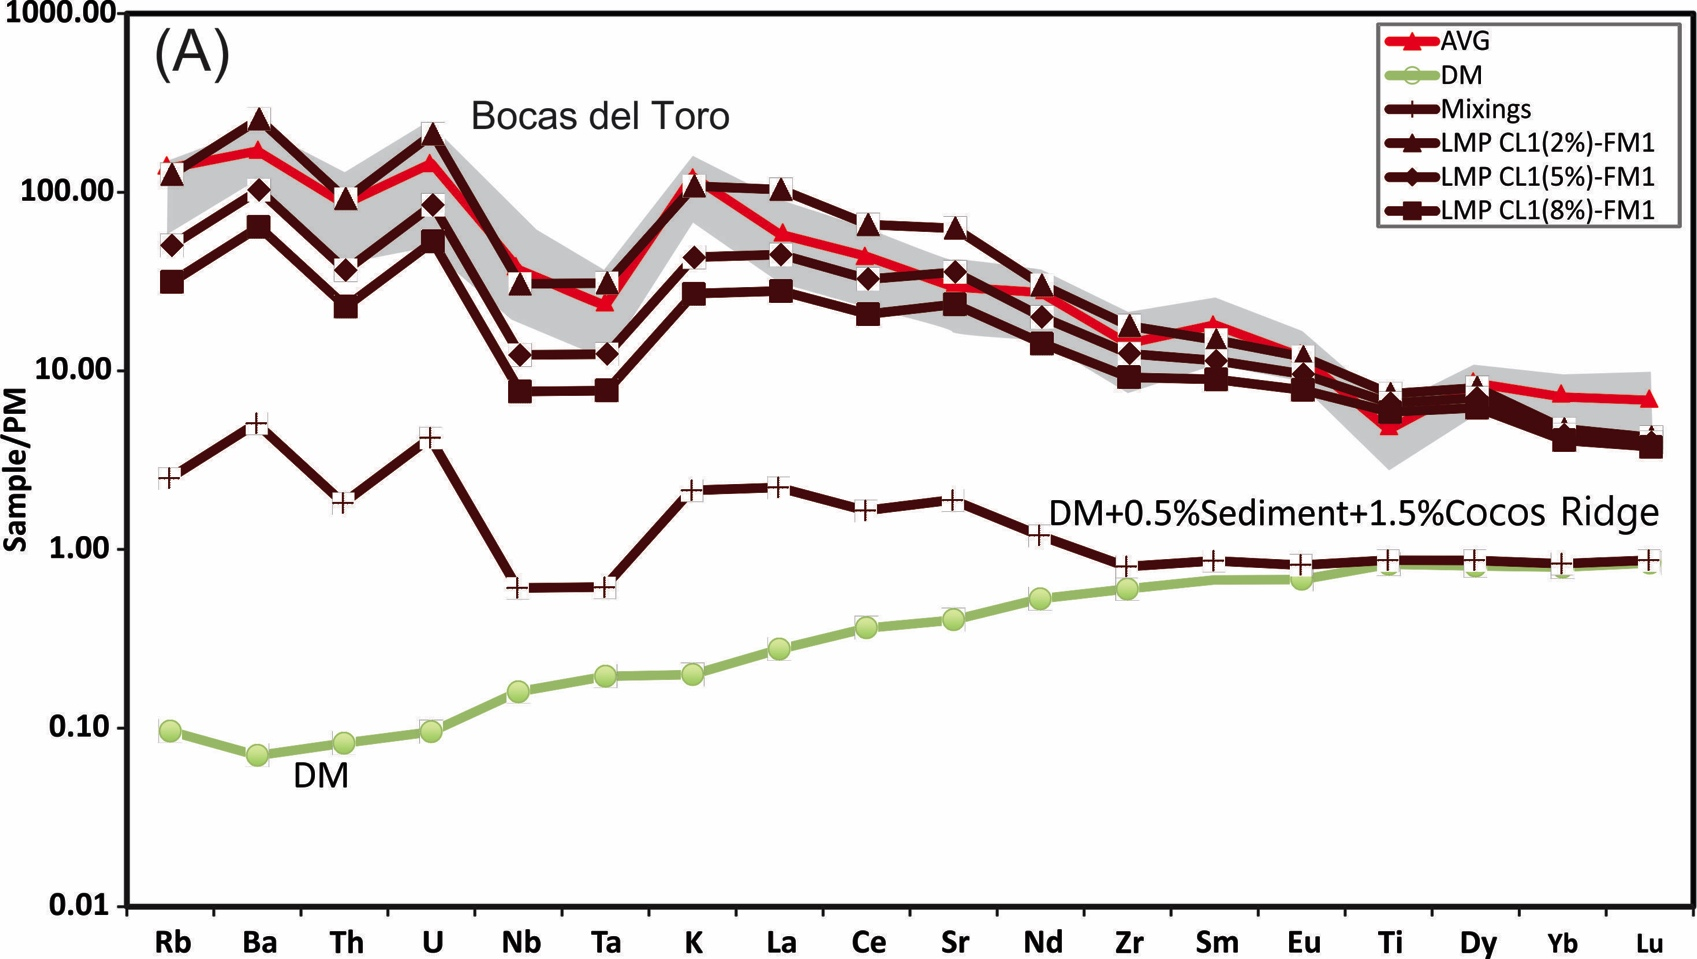 1000.00
100.00
10.00
1.00
0.10
0.01
Sample/PM
(A)
Bocas del Toro
AVG
DM
Mixings
LMP CL1(2%)-FM1
LMP CL1(5%)-FM1
LMP CL1(8%)-FM1
DM+0.5%Sediment+1.5%Cocos Ridge
DM
Rb Ba Th U Nb Ta K La Ce Sr Nd Zr Sm Eu Ti Dy Yb Lu